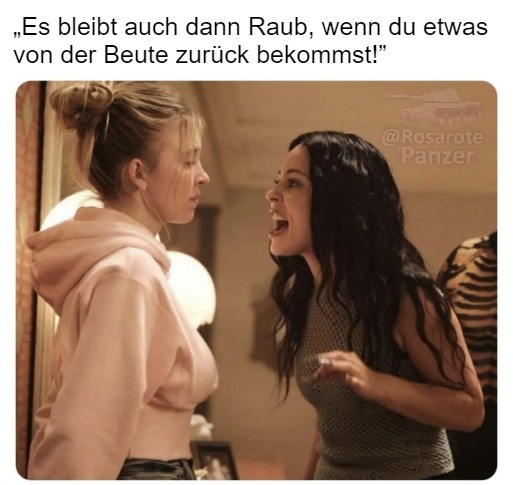 „Es bleibt auch dann Raub, wenn du etwas
von der Beute zurück bekommst!”
@Rosarote
Panzer